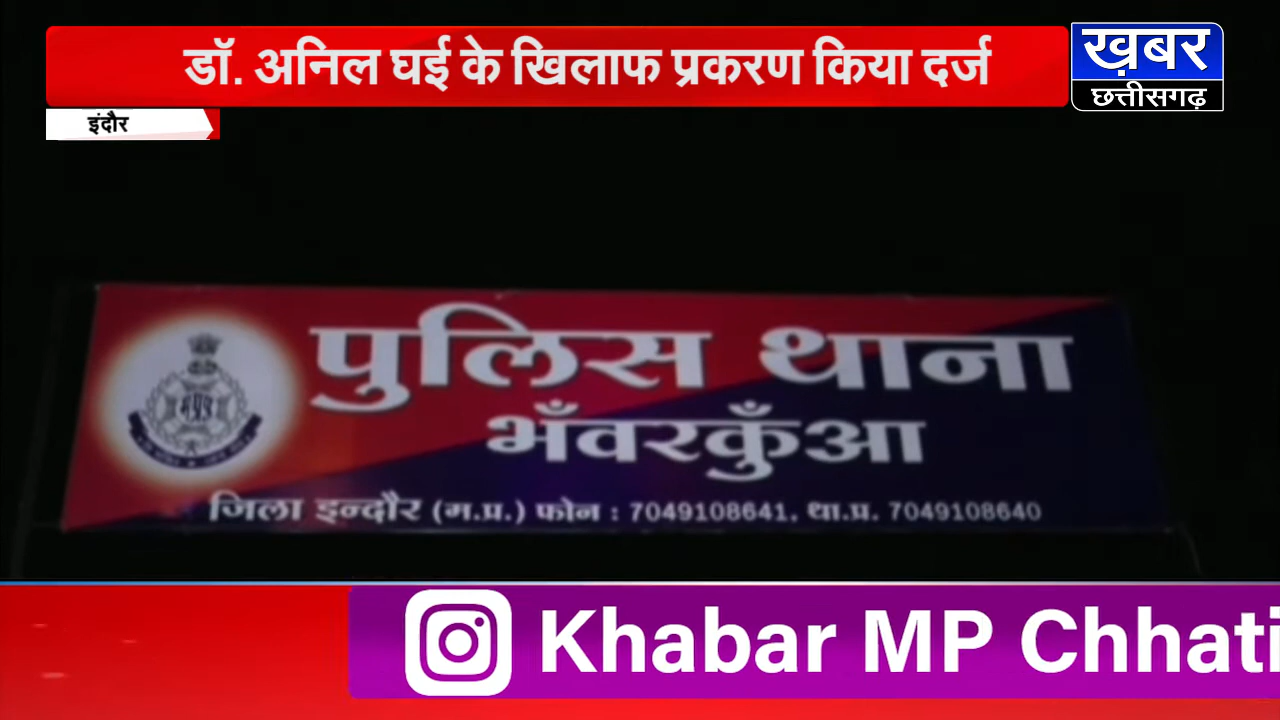 डॉ. अनिल घई के खिलाफ प्रकरण किया दर्ज
ख़बर
छत्तीसगढ़
इंदौर
पुलिस थाना
भँवरकुँआ
जिला इन्दौर (म.प्र.) फोन : 7049108641, था.प्र. 7049108640
Khabar MP Chhati